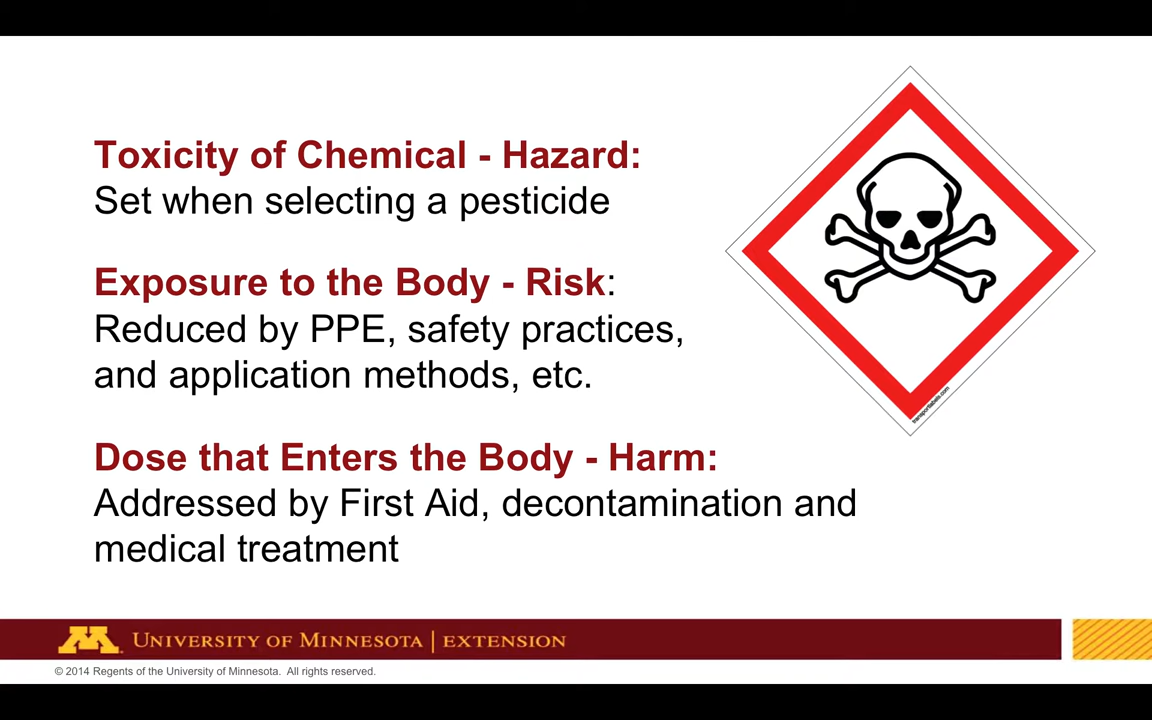 Toxicity of Chemical - Hazard:
Set when selecting a pesticide
Exposure to the Body - Risk:
Reduced by PPE, safety practices,
and application methods, etc.
Dose that Enters the Body - Harm:
Addressed by First Aid, decontamination and
medical treatment
transportlabels.com
M UNIVERSITY OF MINNESOTA | EXTENSION
© 2014 Regents of the University of Minnesota. All rights reserved.